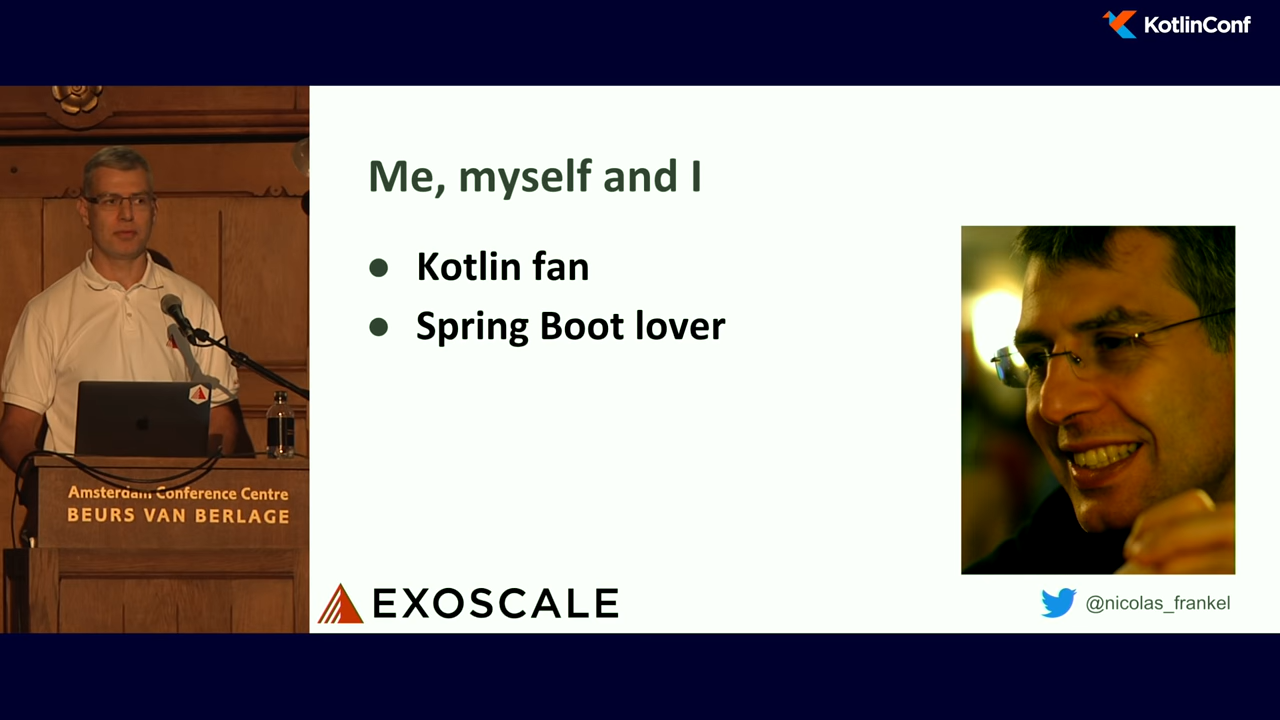 KotlinConf
Me, myself and I
● Kotlin fan
● Spring Boot lover
Amsterdam Conference Centre
BEURS VAN BERLAGE
EXOSCALE
@nicolas_frankel